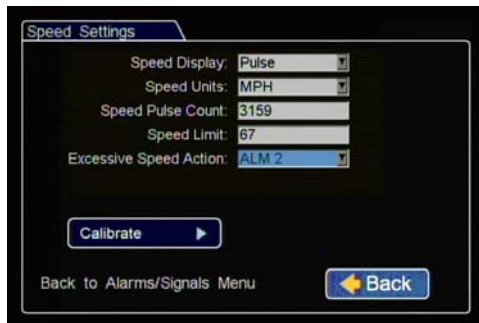 Speed Settings
Speed Display: Pulse
Speed Units: MPH
Speed Pulse Count: 3159
Speed Limit: 67
Excessive Speed Action: ALM 2
Calibrate
Back to Alarms/Signals Menu Back